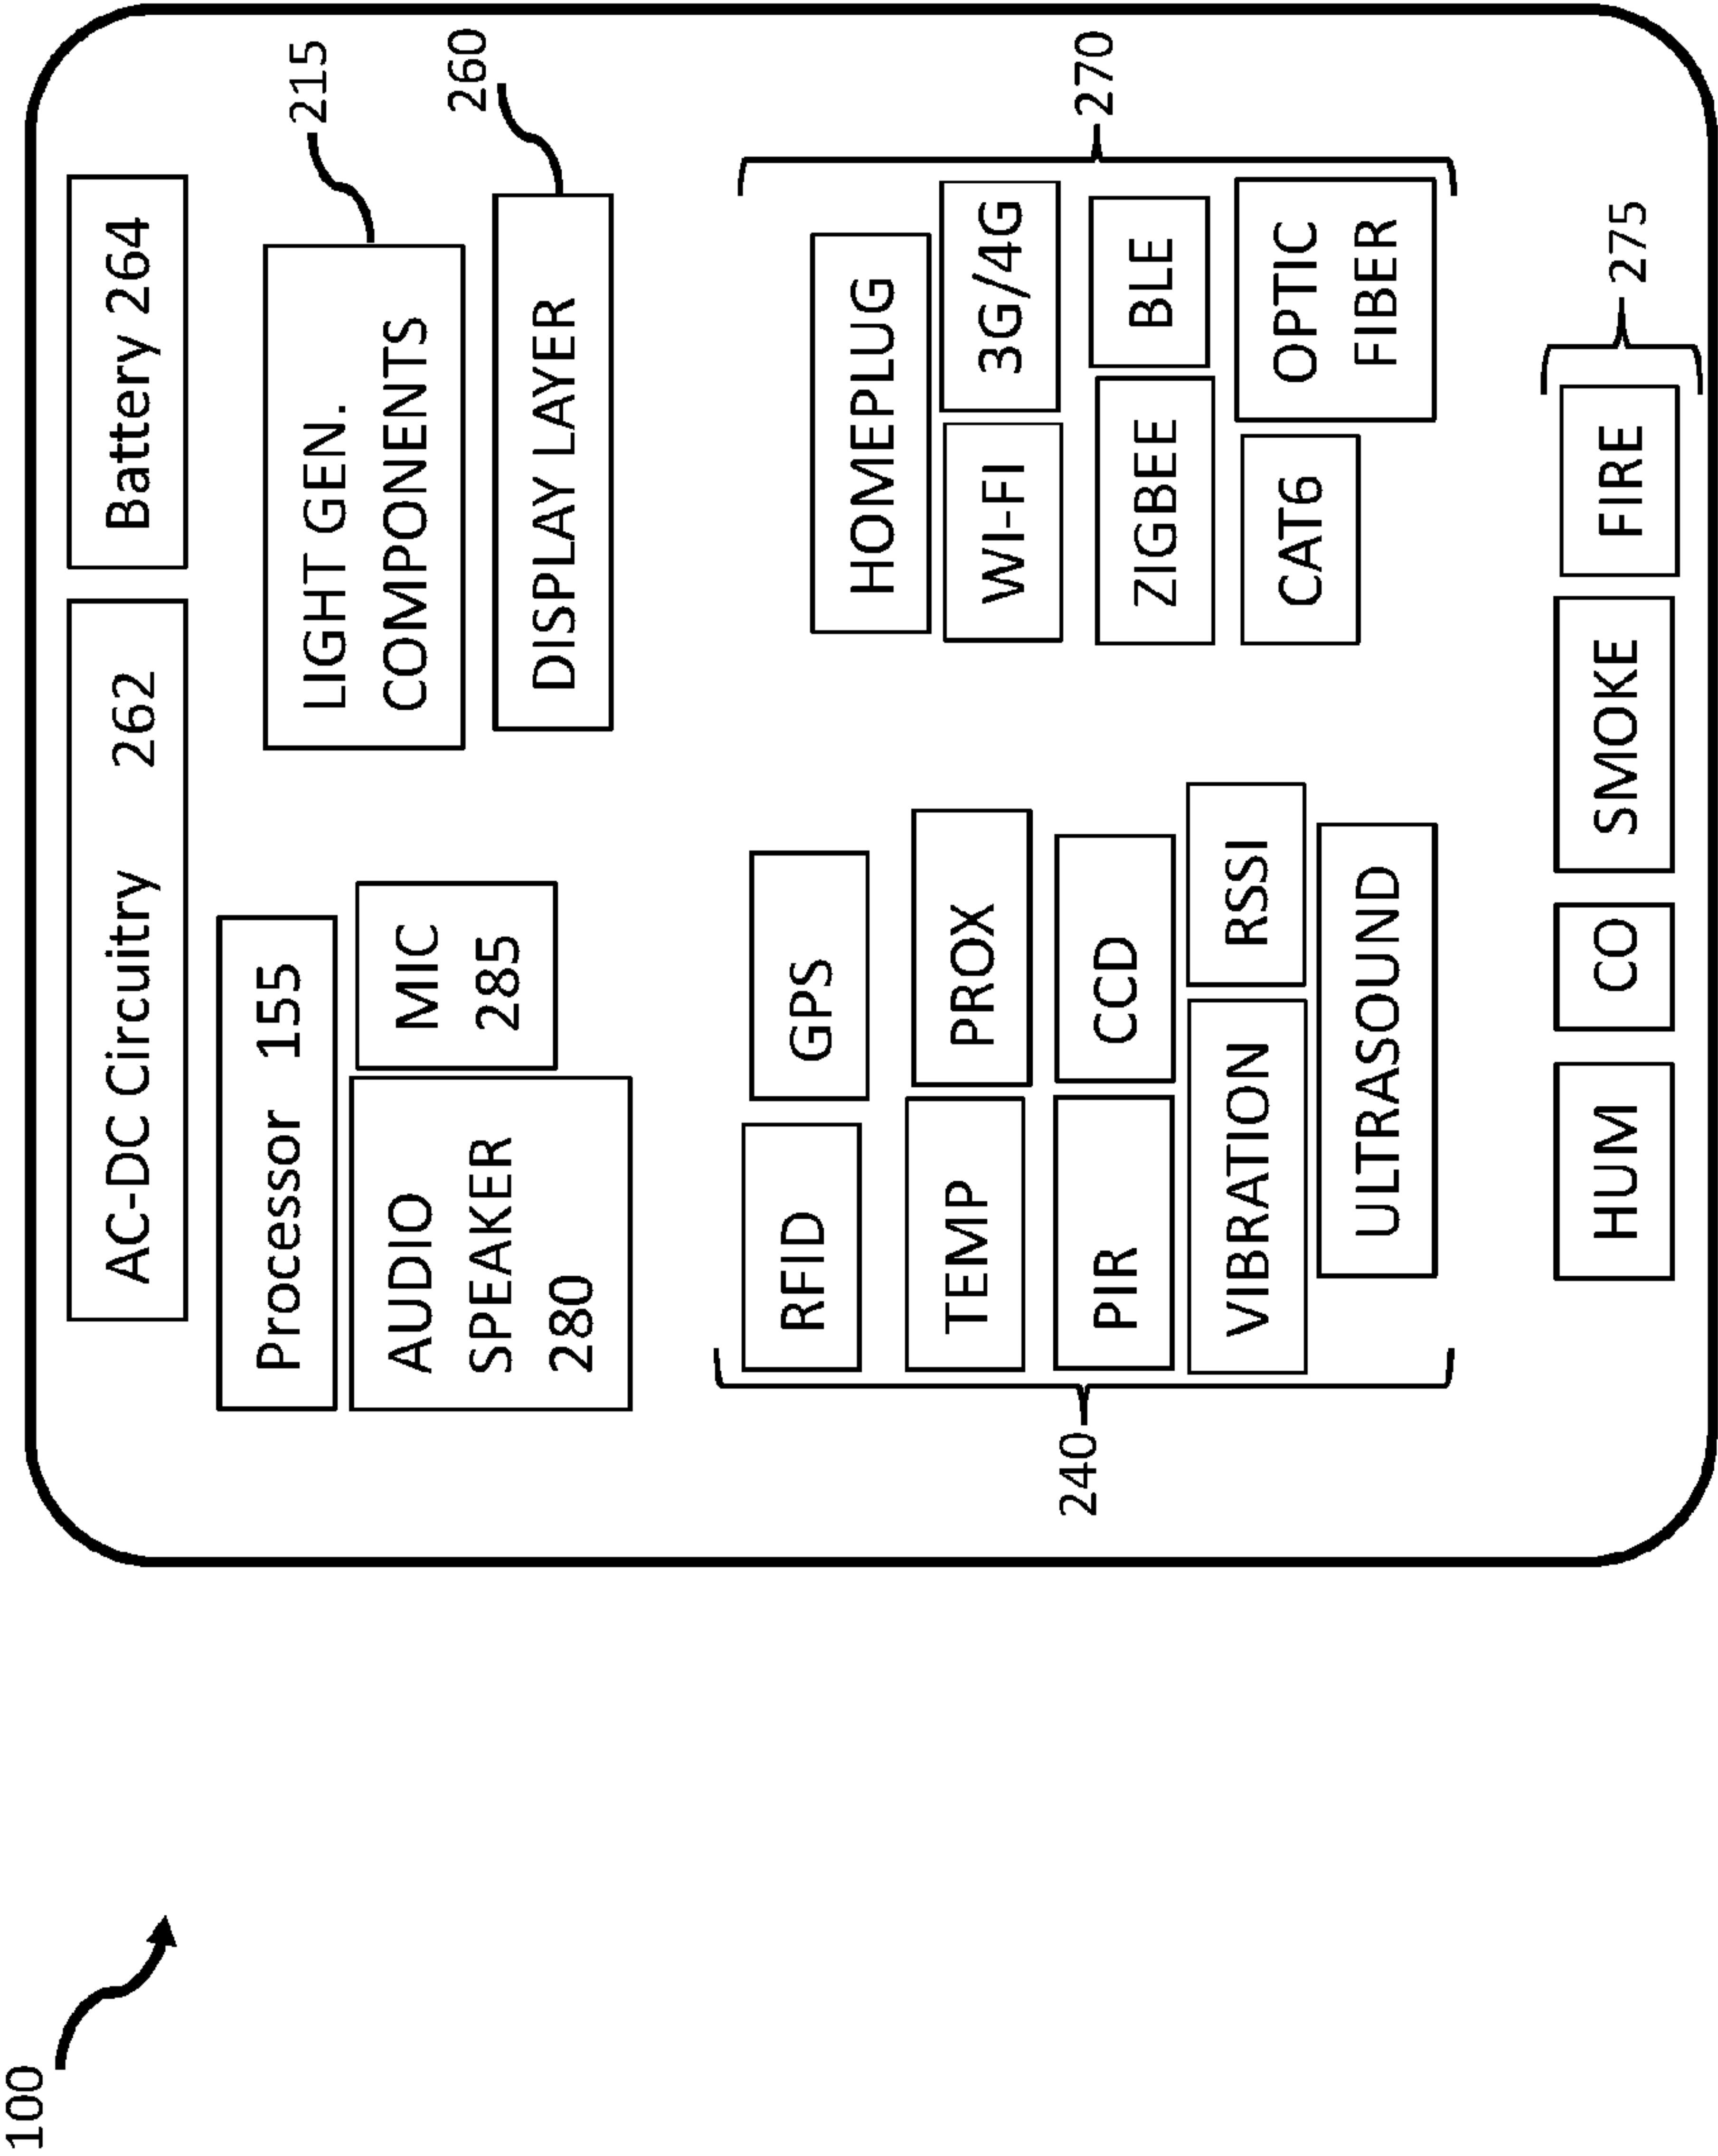 100
AC-DC Circuitry 262
Battery 264
Processor 155
LIGHT GEN.
COMPONENTS
215
AUDIO
SPEAKER
280
MIC
285
DISPLAY LAYER
260
RFID
GPS
TEMP
PROX
PIR
CCD
VIBRATION
RSSI
ULTRASOUND
240
HOMEPLUG
WI-FI
3G/4G
ZIGBEE
BLE
CAT6
OPTIC
FIBER
270
HUM
CO
SMOKE
FIRE
275